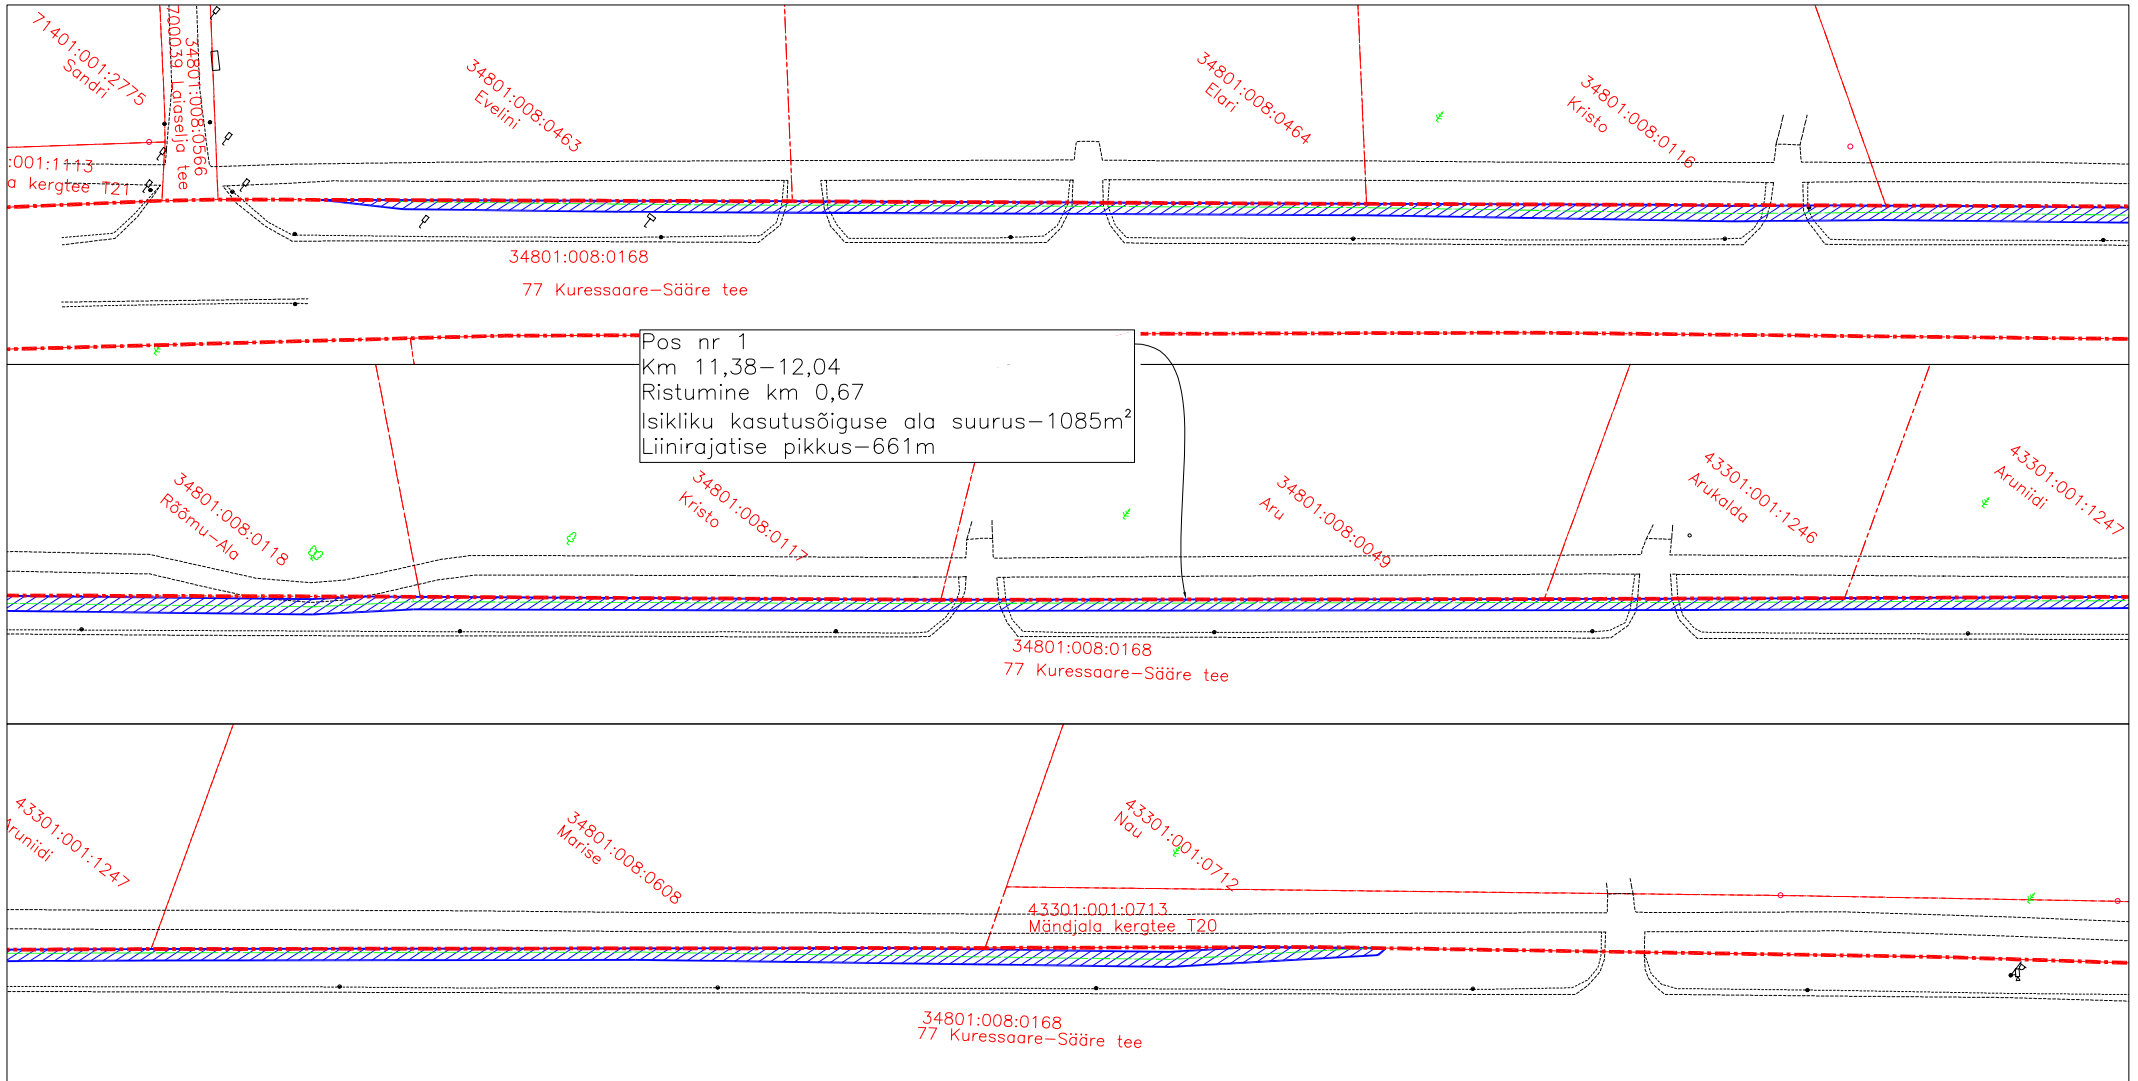 71401:001:2775
Sandri
34801:008:0566
7000039 Laiaselja tee
:001:1113
a kergtee T21
34801:008:0463
Evelini
34801:008:0464
Elari
34801:008:0116
Kristo
34801:008:0168
77 Kuressaare-Sääre tee
Pos nr 1
Km 11,38-12,04
Ristumine km 0,67
Isikliku kasutusõiguse ala suurus-1085m²
Liinirajatise pikkus-661m
34801:008:0118
Rõõmu-Ala
34801:008:0117
Kristo
34801:008:0049
Aru
43301:001:1246
Arukalda
43301:001:1247
Aruniidi
34801:008:0168
77 Kuressaare-Sääre tee
43301:001:1247
Aruniidi
34801:008:0608
Marise
43301:001:0712
Nau
43301:001:0713
Mändjala kergtee T20
34801:008:0168
77 Kuressaare-Sääre tee